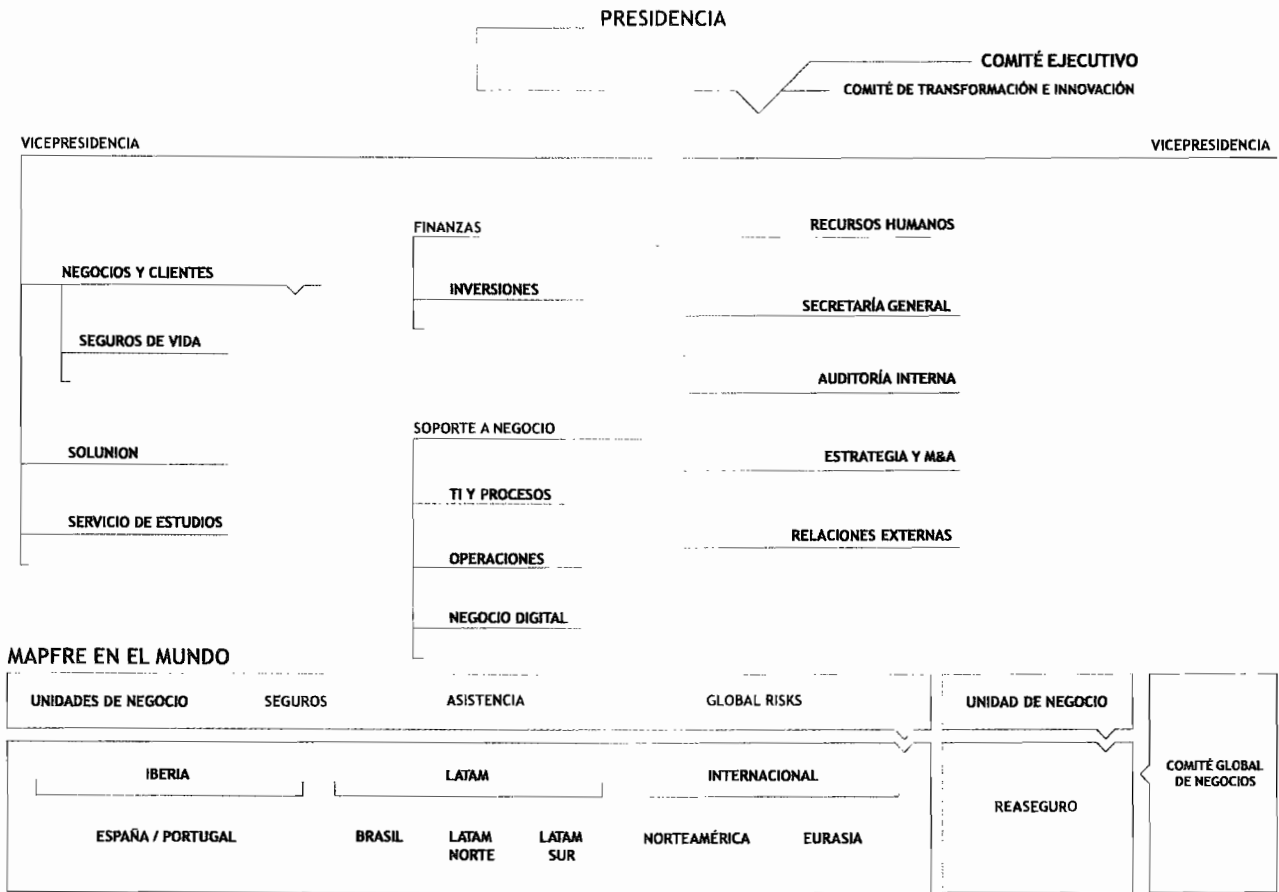 PRESIDENCIA
COMITÉ EJECUTIVO
COMITÉ DE TRANSFORMACIÓN E INNOVACIÓN
VICEPRESIDENCIA
VICEPRESIDENCIA
NEGOCIOS Y CLIENTES
SEGUROS DE VIDA
SOLUNION
SERVICIO DE ESTUDIOS
FINANZAS
INVERSIONES
SOPORTE A NEGOCIO
TI Y PROCESOS
OPERACIONES
NEGOCIO DIGITAL
RECURSOS HUMANOS
SECRETARÍA GENERAL
AUDITORÍA INTERNA
ESTRATEGIA Y M&A
RELACIONES EXTERNAS
MAPFRE EN EL MUNDO
UNIDADES DE NEGOCIO SEGUROS ASISTENCIA GLOBAL RISKS
IBERIA LATAM INTERNACIONAL
ESPAÑA / PORTUGAL
BRASIL
LATAM
NORTE
LATAM
SUR
NORTEAMÉRICA
EURASIA
UNIDAD DE NEGOCIO
REASEGURO
COMITÉ GLOBAL
DE NEGOCIOS